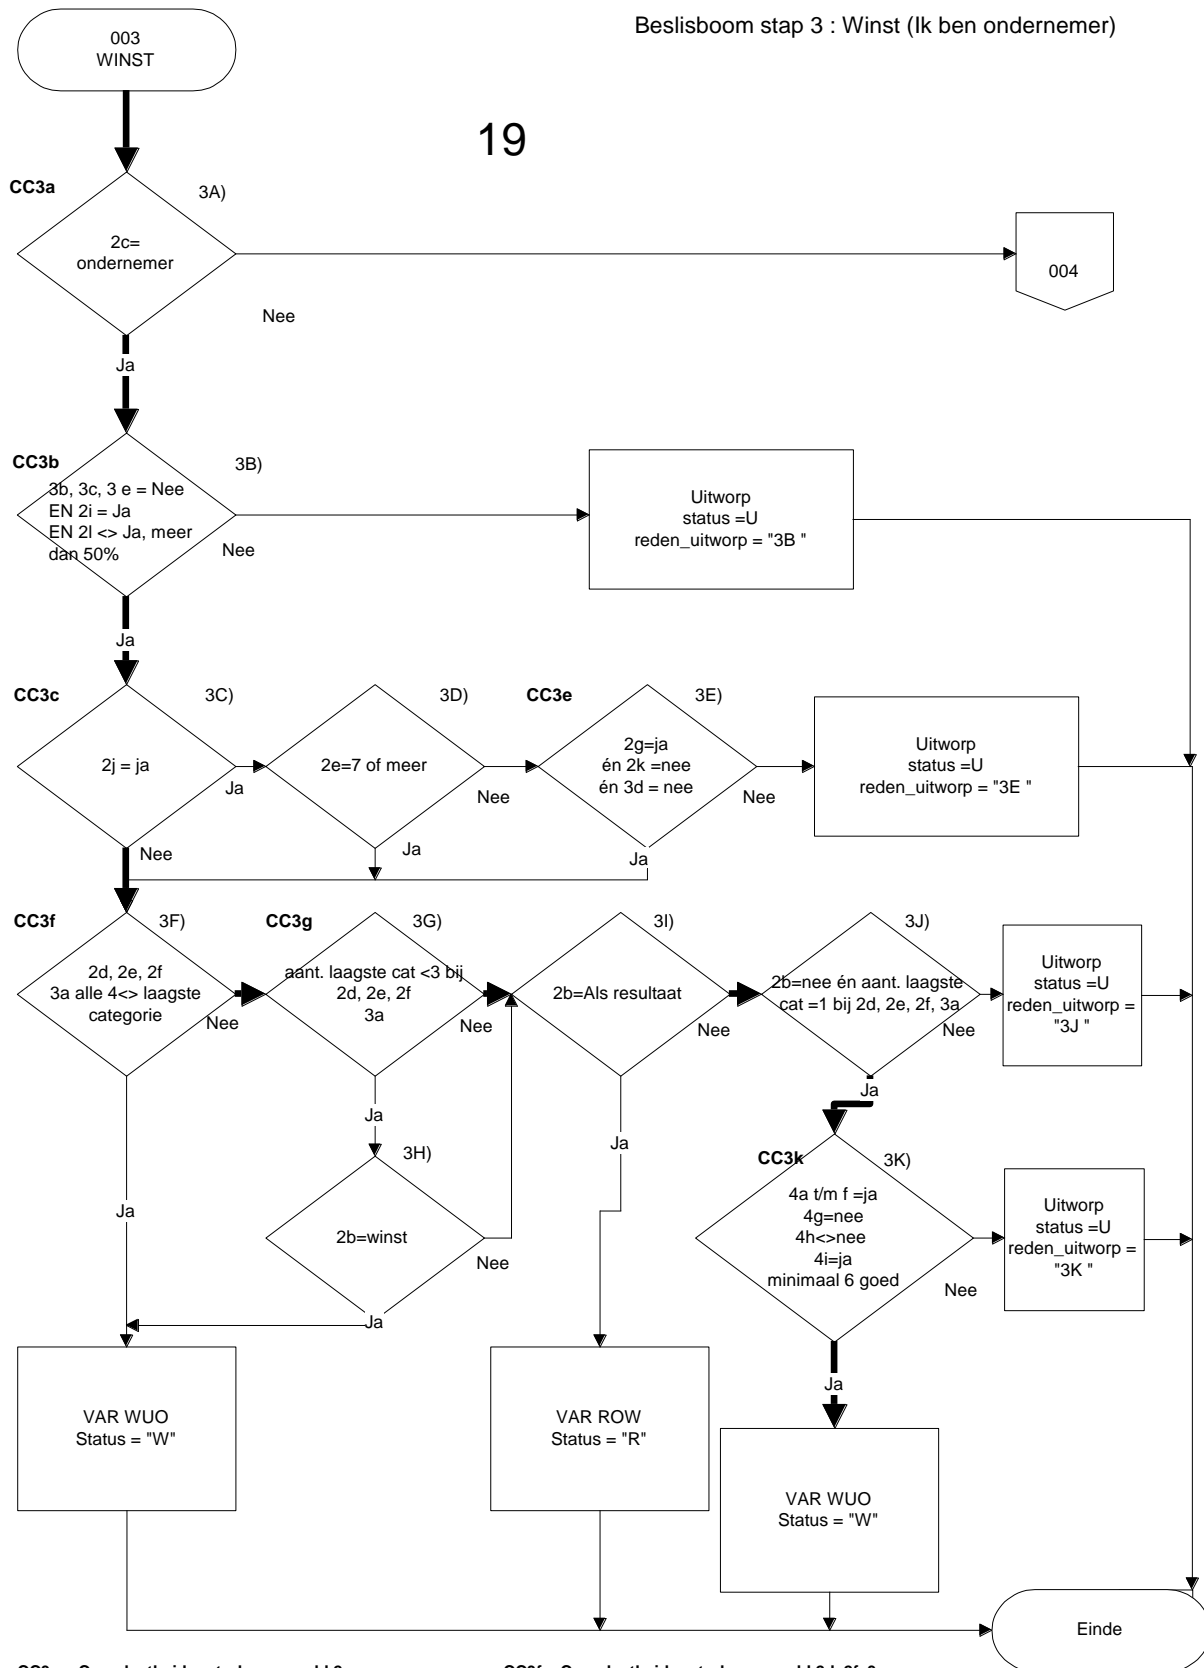 Beslisboom stap 3 : Winst (Ik ben ondernemer)
003
WINST
19
CC3a
3A)
2c=
ondernemer
Nee
004
Ja
CC3b
3B)
3b, 3c, 3 e = Nee
EN 2i = Ja
EN 2l <> Ja, meer
dan 50%
Nee
Uitworp
status =U
reden_uitworp = "3B "
Ja
CC3c
3C)
2j = ja
Ja
Nee
3D)
2e=7 of meer
Nee
Ja
CC3e
3E)
2g=ja
én 2k =nee
én 3d = nee
Nee
Ja
Uitworp
status =U
reden_uitworp = "3E "
CC3f
3F)
2d, 2e, 2f
3a alle 4<> laagste
categorie
Nee
Ja
CC3g
3G)
aant. laagste cat <3 bij
2d, 2e, 2f
3a
Nee
Ja
3H)
2b=winst
Nee
Ja
3I)
2b=Als resultaat
Nee
Ja
3J)
2b=nee én aant. laagste
cat =1 bij 2d, 2e, 2f, 3a
Nee
Ja
Uitworp
status =U
reden_uitworp =
"3J "
CC3k
3K)
4a t/m f =ja
4g=nee
4h<>nee
4i=ja
minimaal 6 goed
Nee
Ja
Uitworp
status =U
reden_uitworp =
"3K "
VAR WUO
Status = "W"
VAR ROW
Status = "R"
VAR WUO
Status = "W"
Einde